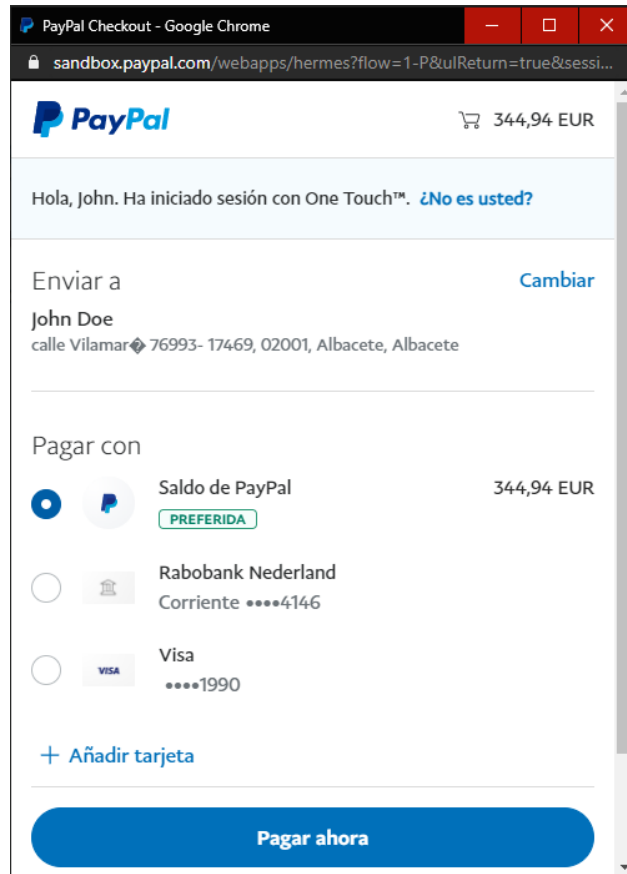 PayPal Checkout - Google Chrome
sandbox.paypal.com/webapps/hermes?flow=1-P&ulReturn=true&sessi...
PayPal 344,94 EUR
Hola, John. Ha iniciado sesión con One Touch™. ¿No es usted?
Enviar a Cambiar
John Doe
calle Vilamar� 76993- 17469, 02001, Albacete, Albacete
Pagar con
Saldo de PayPal 344,94 EUR
PREFERIDA
Rabobank Nederland
Corriente ••••4146
Visa
VISA
••••1990
+ Añadir tarjeta
Pagar ahora